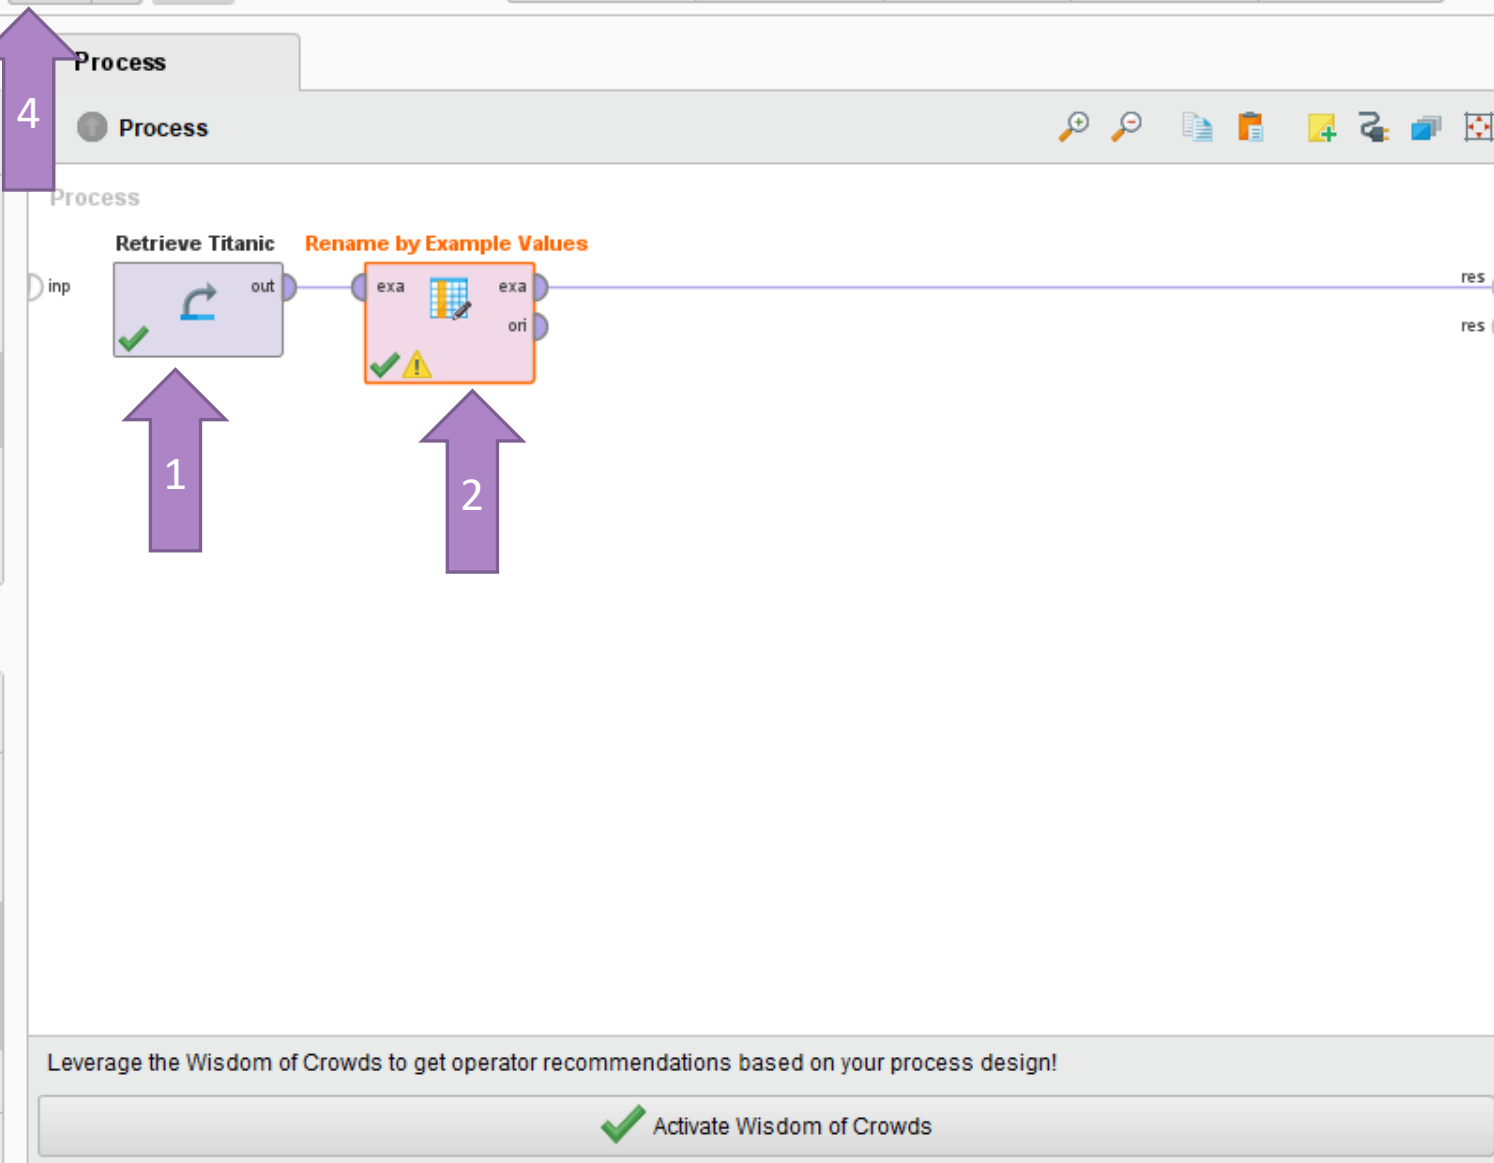 Process
4
Process
Process
Retrieve Titanic
Rename by Example Values
inp
out
exa
exa
res
ori
res
1
2
Leverage the Wisdom of Crowds to get operator recommendations based on your process design!
Activate Wisdom of Crowds